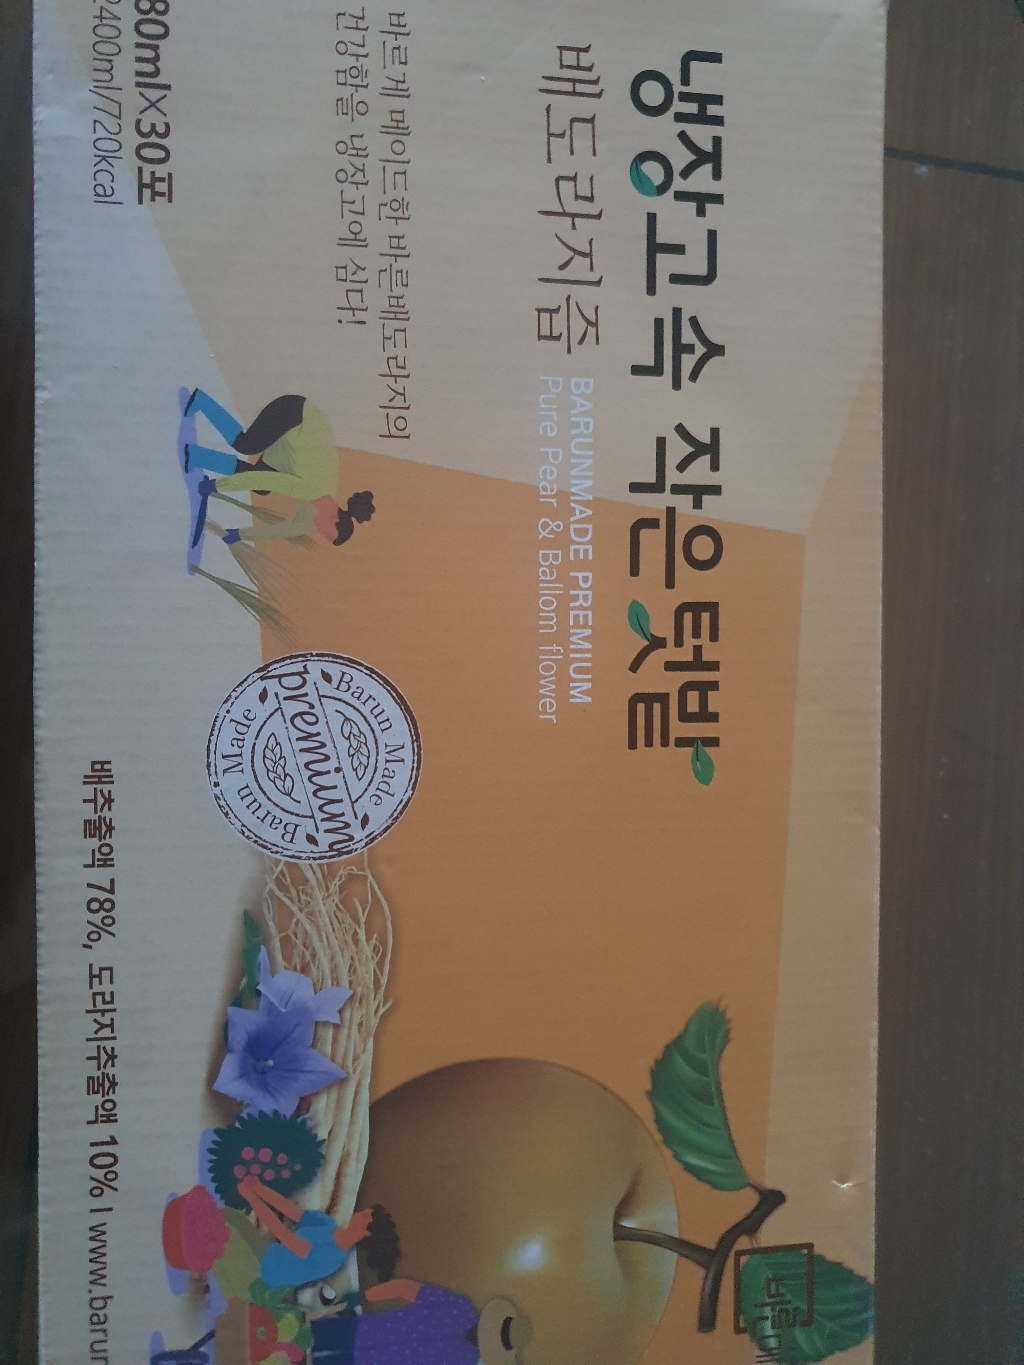 냉장고 속 작은 텃밭
배도라지즙
BARUNMADE PREMIUM
Pure Pear & Ballom flower
바르게 메이드한 바른배도라지의
건강함을 냉장고에 심다!
80ml×30포
2400ml/720kcal
Barun Made
premium
Barun Made
배추출액 78%, 도라지추출액 10% I www.barun
바른